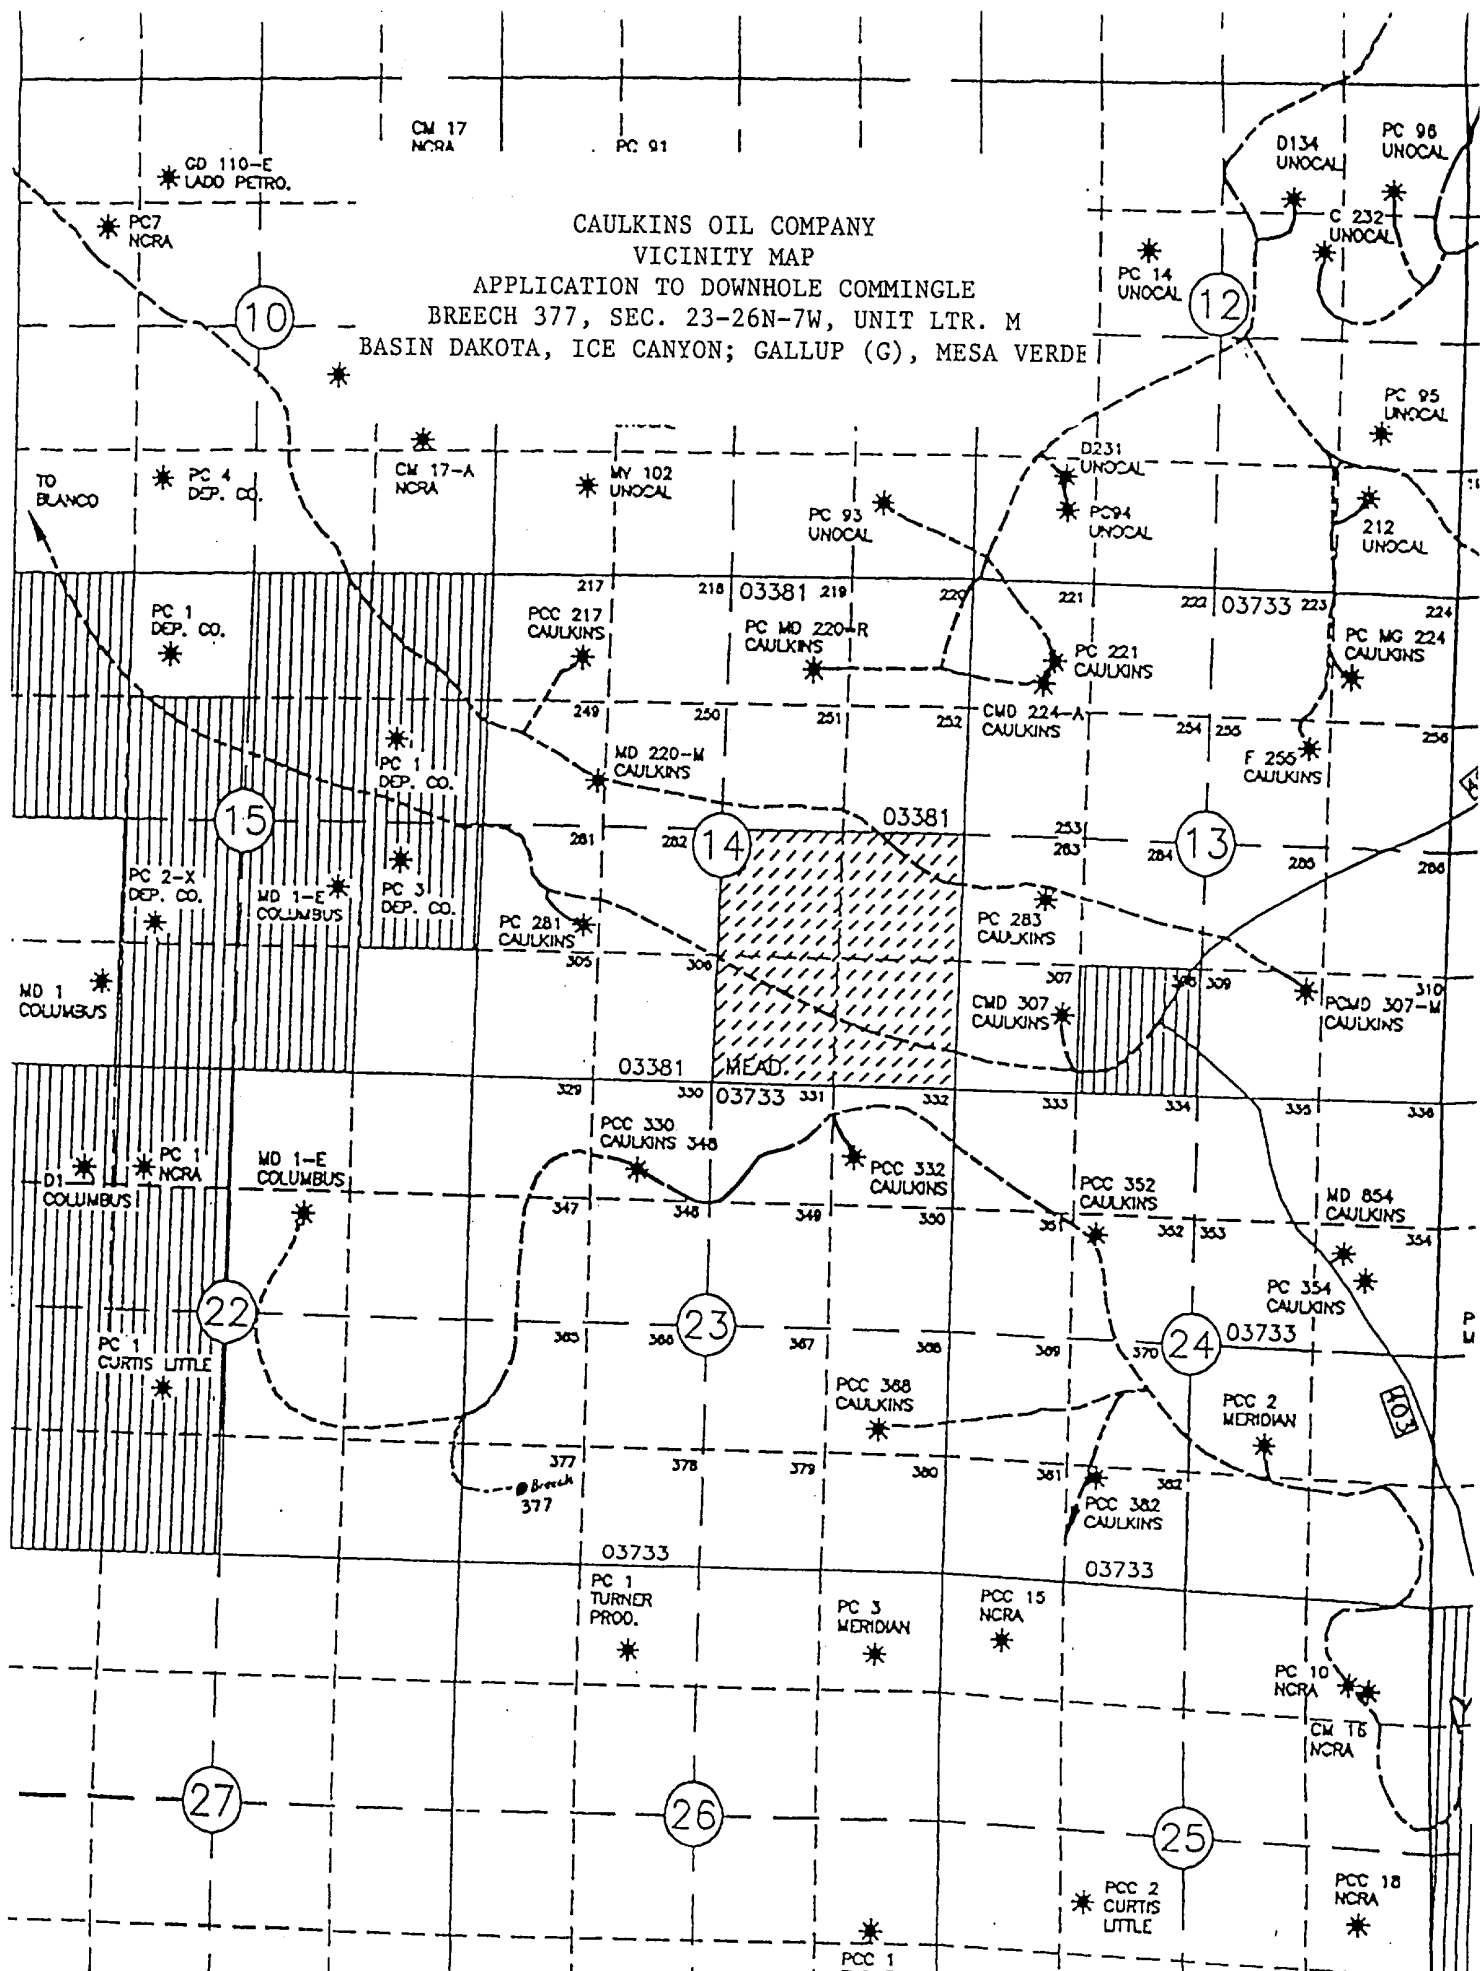 CM 17
NCRA
PC 91
D134
UNOCAL
PC 96
UNOCAL
GD 110-E
LADO PETRO.
PC7
NCRA
CAULKINS OIL COMPANY
VICINITY MAP
APPLICATION TO DOWNHOLE COMMINGLE
BREECH 377, SEC. 23-26N-7W, UNIT LTR. M
BASIN DAKOTA, ICE CANYON; GALLUP (G), MESA VERDE
C 232
UNOCAL
PC 14
UNOCAL
12
10
PC 95
UNOCAL
TO
BLANCO
PC 4
DEP. CO.
CM 17-A
NCRA
MV 102
UNOCAL
PC 93
UNOCAL
D231
UNOCAL
PC94
UNOCAL
212
UNOCAL
217
218
03381
219
220
221
222
03733
223
224
PC 1
DEP. CO.
PCC 217
CAULKINS
PC MD 220-R
CAULKINS
PC 221
CAULKINS
PC MG 224
CAULKINS
249
250
251
252
CMD 224-A
CAULKINS
254
255
256
F 255
CAULKINS
PC 1
DEP. CO.
MD 220-M
CAULKINS
15
281
282
14
03381
253
283
284
13
285
286
PC 2-X
DEP. CO.
MD 1-E
COLUMBUS
PC 3
DEP. CO.
PC 281
CAULKINS
PC 283
CAULKINS
305
306
307
308
309
310
MD 1
COLUMBUS
CMD 307
CAULKINS
PCMD 307-M
CAULKINS
03381
MEAD
329
330
03733
331
332
333
334
335
336
PCC 330
CAULKINS 348
D1
COLUMBUS
PC 1
NCRA
MD 1-E
COLUMBUS
PCC 332
CAULKINS
PCC 352
CAULKINS
MD 854
CAULKINS
347
348
349
350
351
352
353
354
PC 354
CAULKINS
22
365
366
23
367
368
369
370
24
03733
P
M
PC 1
CURTIS LITTLE
PCC 368
CAULKINS
PCC 2
MERIDIAN
403
377
378
379
380
381
382
Breech
377
PCC 382
CAULKINS
03733
03733
PC 1
TURNER
PROD.
PC 3
MERIDIAN
PCC 15
NCRA
PC 10
NCRA
CM 16
NCRA
27
26
25
PCC 2
CURTIS
LITTLE
PCC 18
NCRA
PCC 1